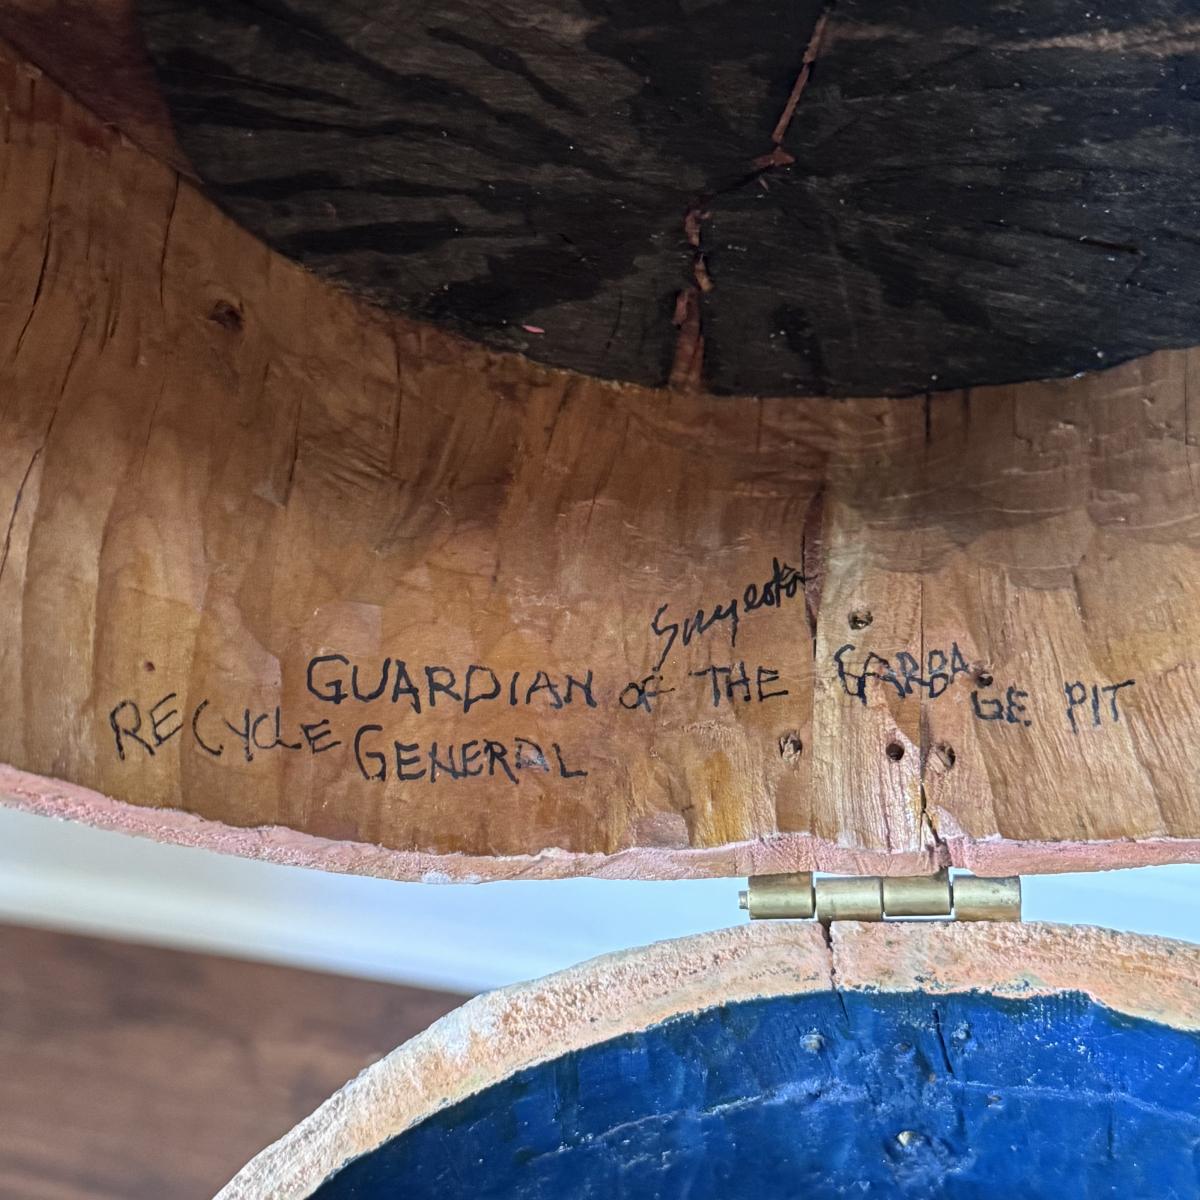 GUARDIAN OF THE GARBAGE PIT
RECYCLE GENERAL